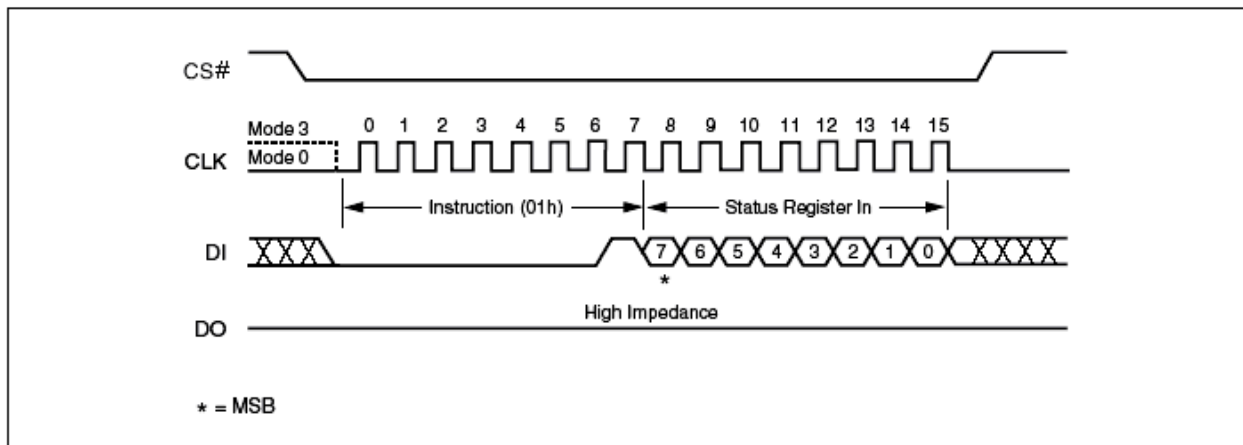 CS#
Mode 3
0 1 2 3 4 5 6 7 8 9 10 11 12 13 14 15
CLK
Mode 0
Instruction (01h)
Status Register In
DI
7 6 5 4 3 2 1 0
*
High Impedance
DO
* = MSB